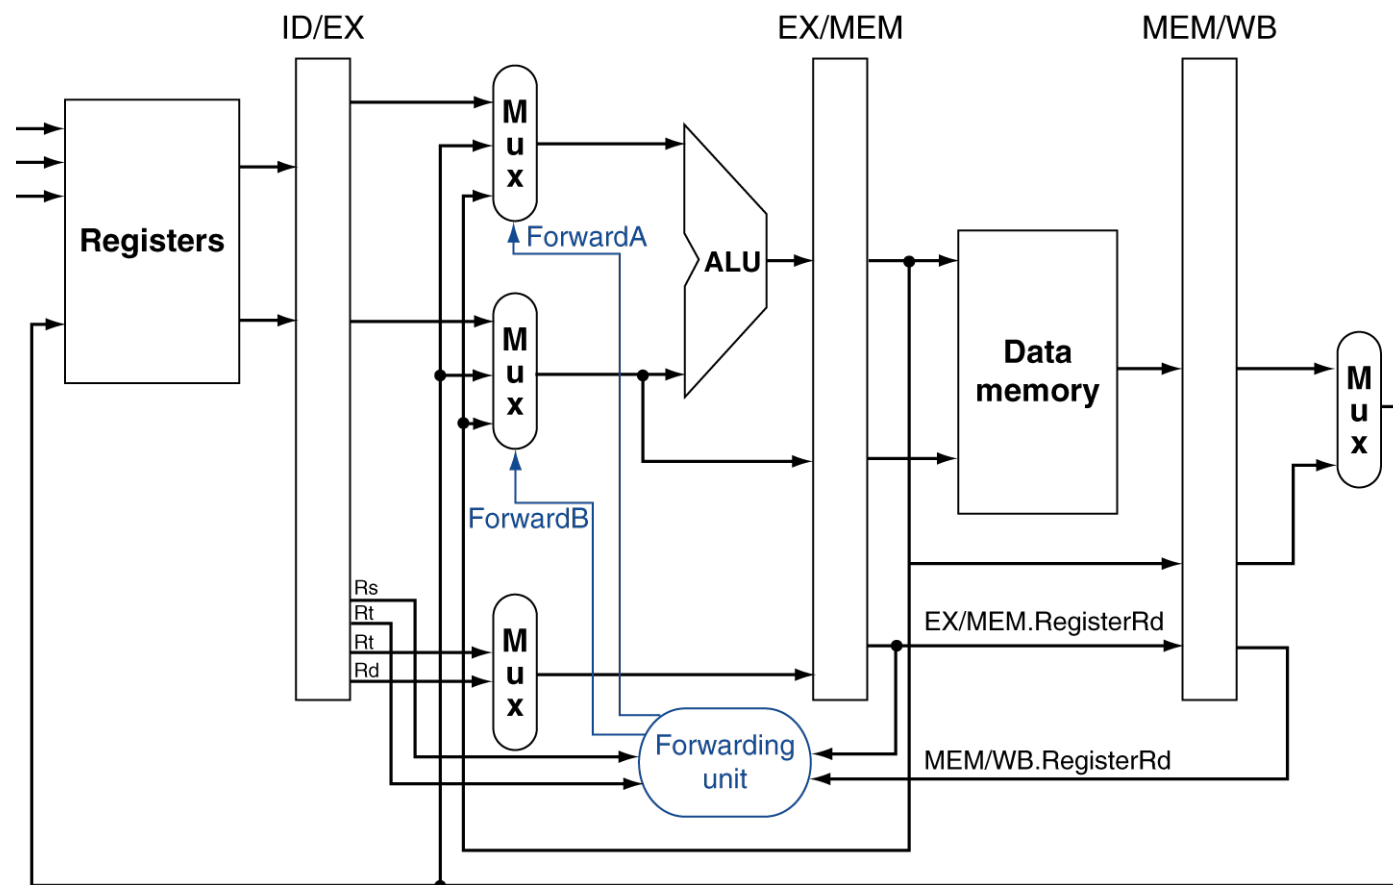 ID/EX
EX/MEM
MEM/WB
M
u
x
Registers
ForwardA
ALU
M
u
x
Data
memory
M
u
x
ForwardB
Rs
Rt
Rt
Rd
M
u
x
EX/MEM.RegisterRd
Forwarding
unit
MEM/WB.RegisterRd